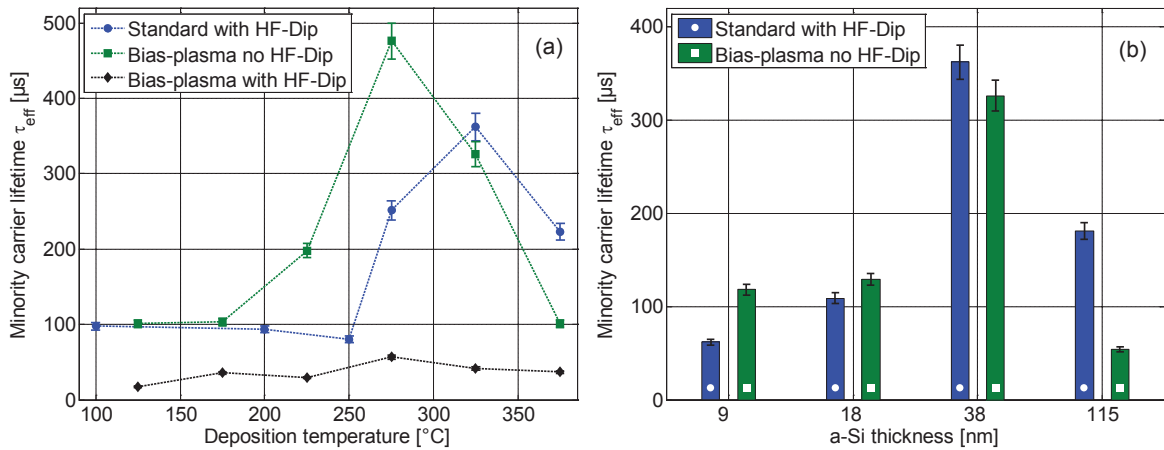 500
400
300
200
100
0
Minority carrier lifetime τeff [µs]
Standard with HF-Dip
Bias-plasma no HF-Dip
Bias-plasma with HF-Dip
(a)
100 150 200 250 300 350
Deposition temperature [°C]
400
300
200
100
0
Minority carrier lifetime τeff [µs]
Standard with HF-Dip
Bias-plasma no HF-Dip
(b)
9 18 38 115
a-Si thickness [nm]